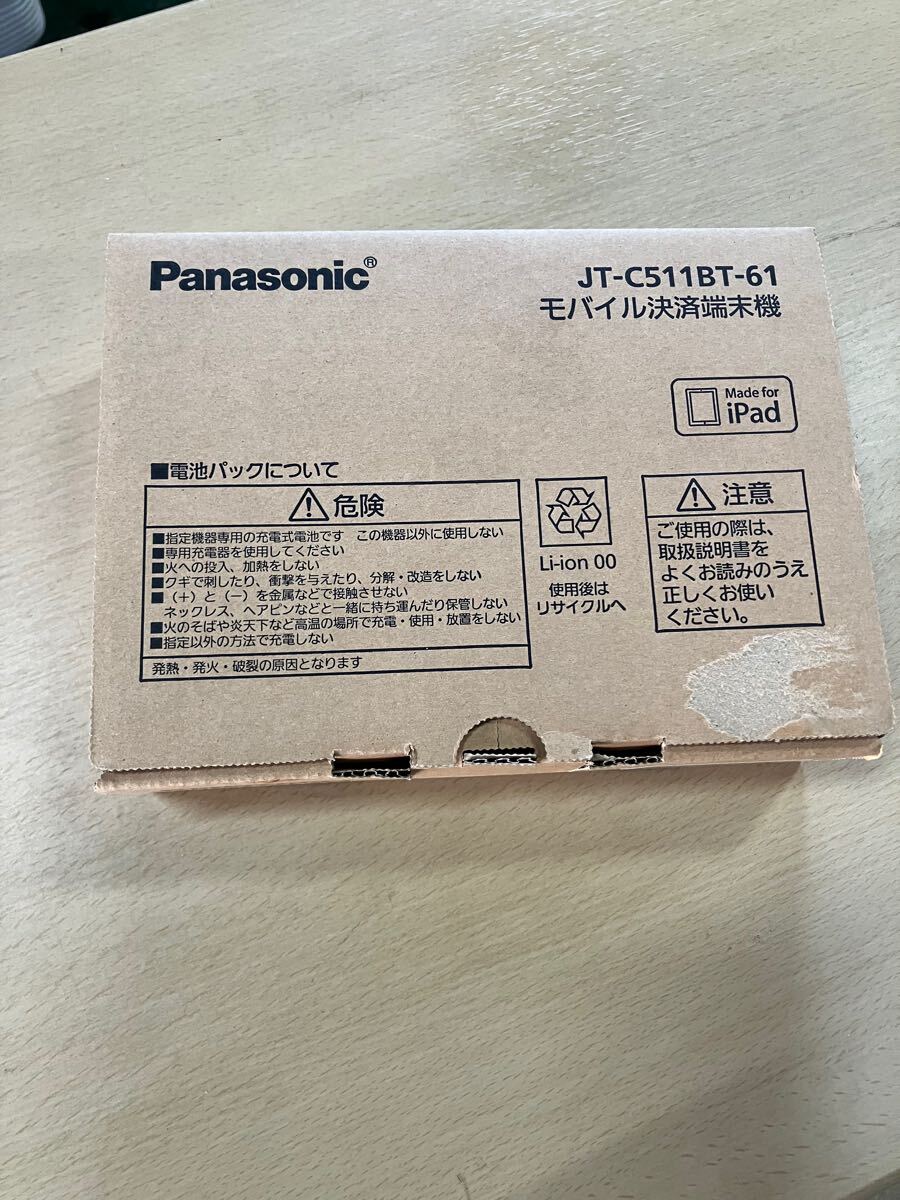 Panasonic®
JT-C511BT-61
モバイル決済端末機
Made for
iPad
■電池パックについて
危険
■指定機器専用の充電式電池です　この機器以外に使用しない
■専用充電器を使用してください
■火への投入、加熱をしない
■クギで刺したり、衝撃を与えたり、分解・改造をしない
■（＋）と（－）を金属などで接触させない
ネックレス、ヘアピンなどと一緒に持ち運んだり保管しない
■火のそばや炎天下など高温の場所で充電・使用・放置をしない
■指定以外の方法で充電しない
発熱・発火・破裂の原因となります
Li-ion 00
使用後は
リサイクルへ
注意
ご使用の際は、
取扱説明書を
よくお読みのうえ
正しくお使い
ください。